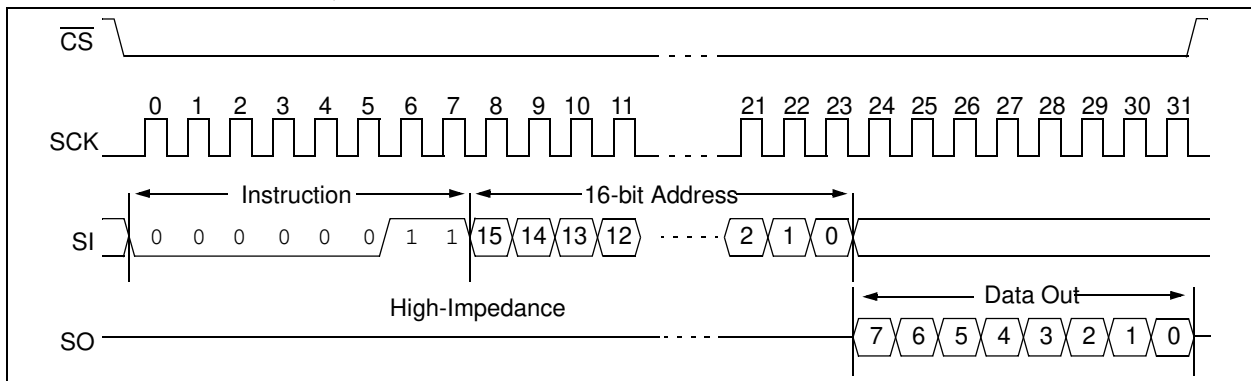 CS
0 1 2 3 4 5 6 7 8 9 10 11 21 22 23 24 25 26 27 28 29 30 31
SCK
Instruction 16-bit Address
SI 0 0 0 0 0 0 1 1 15 14 13 12 2 1 0
High-Impedance Data Out
SO 7 6 5 4 3 2 1 0